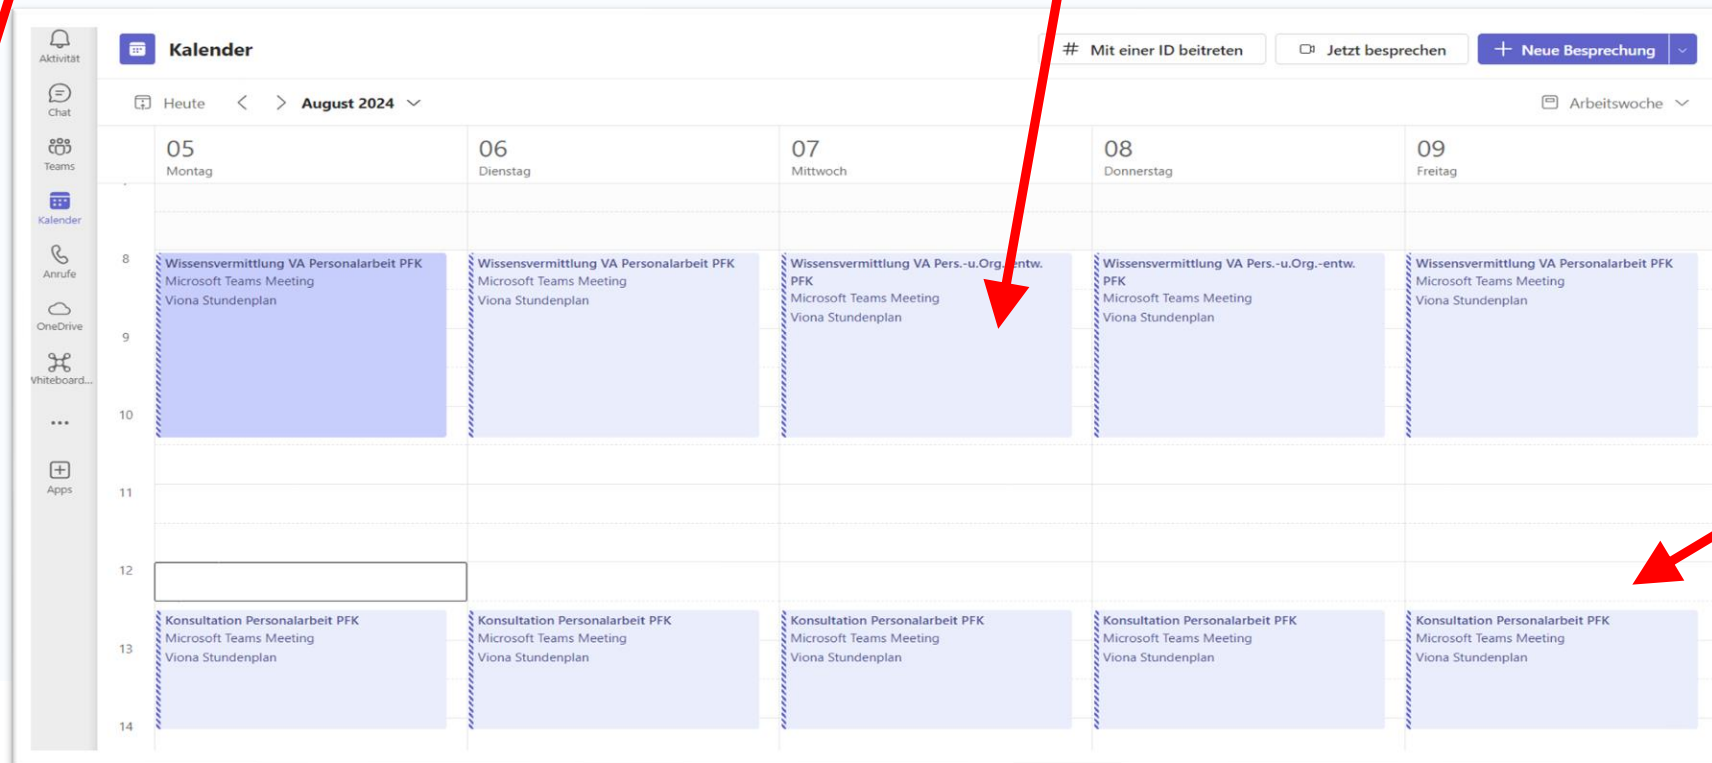 Aktivität
Chat
Teams
Kalender
Anrufe
OneDrive
Whiteboard...
...
Apps
Kalender
# Mit einer ID beitreten
Jetzt besprechen
+ Neue Besprechung
Heute < > August 2024
Arbeitswoche
05
Montag
06
Dienstag
07
Mittwoch
08
Donnerstag
09
Freitag
8
9
10
11
12
13
14
Wissensvermittlung VA Personalarbeit PFK
Microsoft Teams Meeting
Viona Stundenplan
Wissensvermittlung VA Personalarbeit PFK
Microsoft Teams Meeting
Viona Stundenplan
Wissensvermittlung VA Pers.-u.Org.-entw.
PFK
Microsoft Teams Meeting
Viona Stundenplan
Wissensvermittlung VA Pers.-u.Org.-entw.
PFK
Microsoft Teams Meeting
Viona Stundenplan
Wissensvermittlung VA Personalarbeit PFK
Microsoft Teams Meeting
Viona Stundenplan
Konsultation Personalarbeit PFK
Microsoft Teams Meeting
Viona Stundenplan
Konsultation Personalarbeit PFK
Microsoft Teams Meeting
Viona Stundenplan
Konsultation Personalarbeit PFK
Microsoft Teams Meeting
Viona Stundenplan
Konsultation Personalarbeit PFK
Microsoft Teams Meeting
Viona Stundenplan
Konsultation Personalarbeit PFK
Microsoft Teams Meeting
Viona Stundenplan